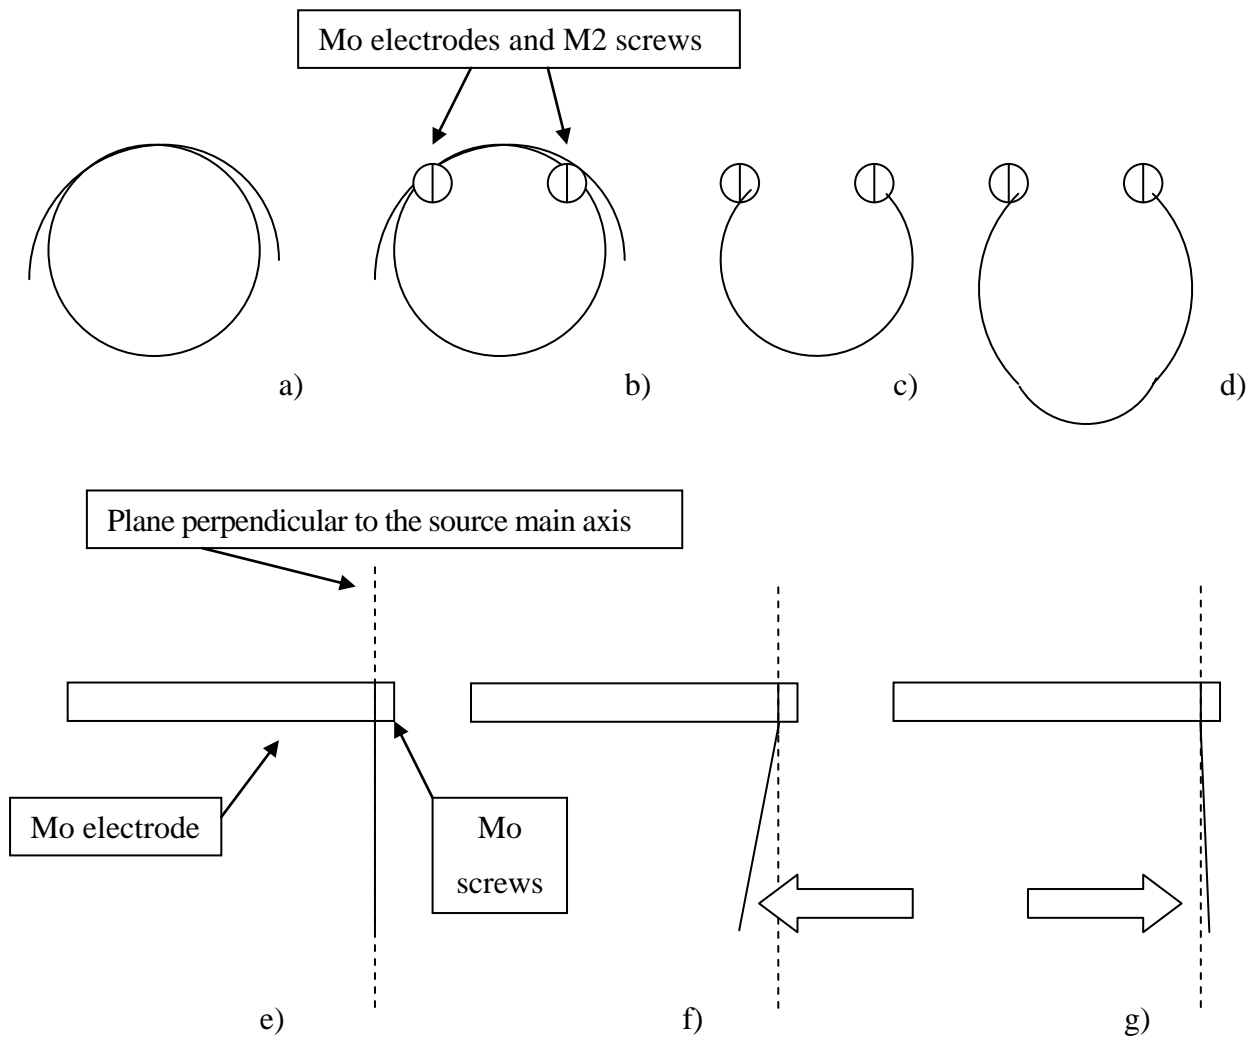 Mo electrodes and M2 screws
a)
b)
c)
d)
Plane perpendicular to the source main axis
Mo electrode
Mo
screws
e)
f)
g)